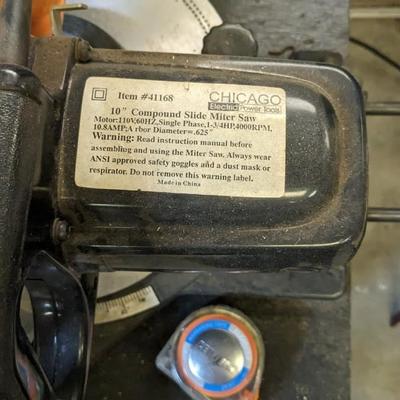 Item #41168
CHICAGO
Electric Power Tools
10" Compound Slide Miter Saw
Motor:110V,60HZ,Single Phase,1-3/4HP,4000RPM,
10.8AMP;A rbor Diameter=.625"
Warning: Read instruction manual before
assembling and using the Miter Saw. Always wear
ANSI approved safety goggles and a dust mask or
respirator. Do not remove this warning label.
Made in China